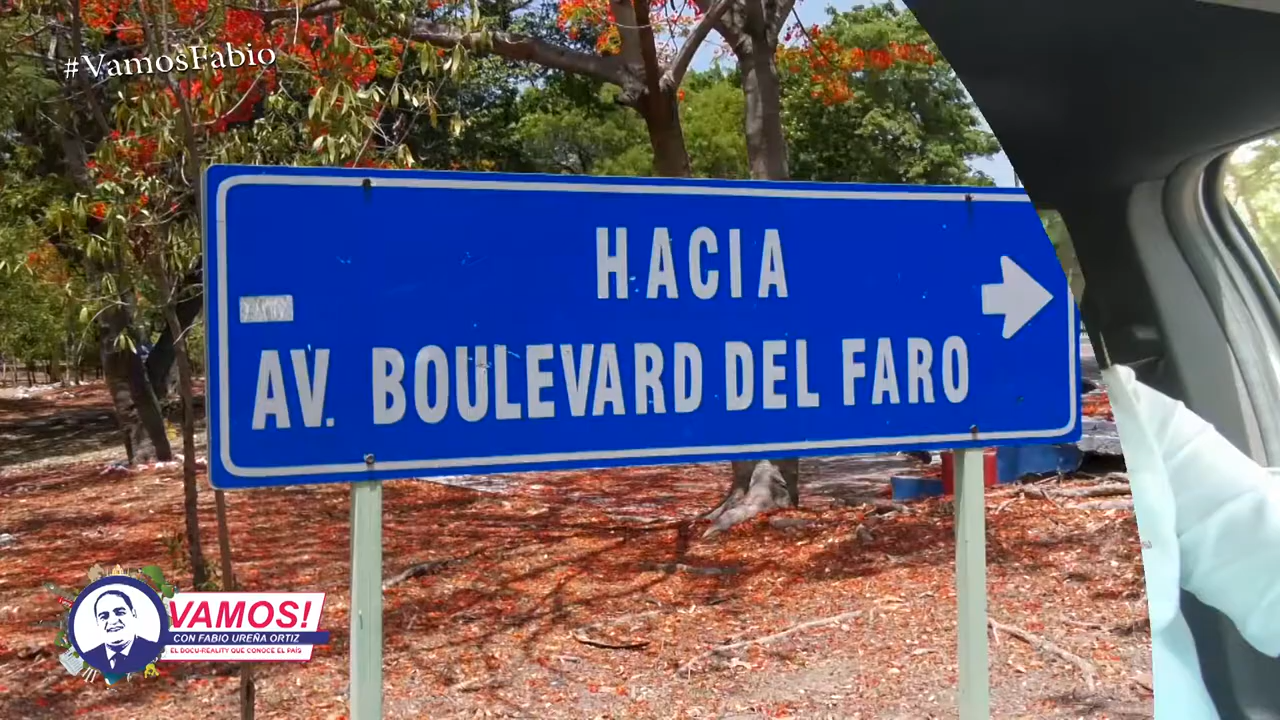 #VamosFabio
HACIA
AV. BOULEVARD DEL FARO
VAMOS!
CON FABIO UREÑA ORTIZ
EL DOCU-REALITY QUE CONOCE EL PAÍS